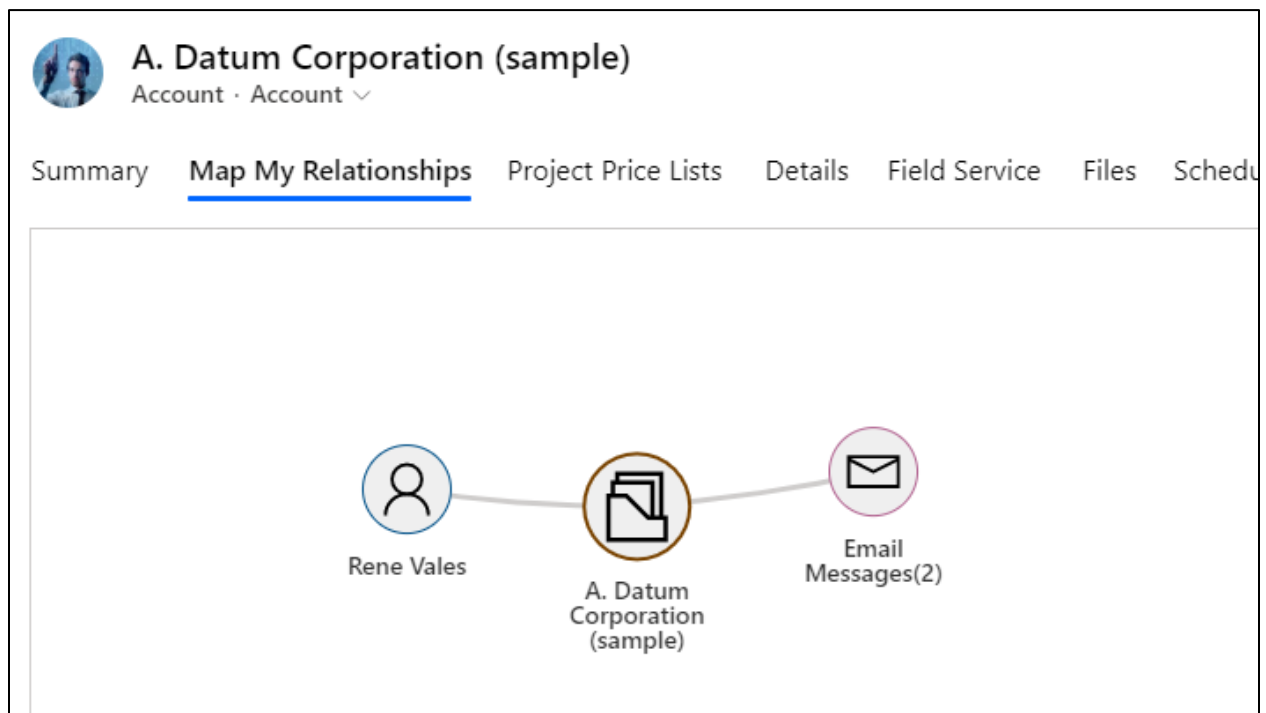 A. Datum Corporation (sample)
Account · Account
Summary Map My Relationships Project Price Lists Details Field Service Files Schedu
Rene Vales
A. Datum
Corporation
(sample)
Email
Messages(2)